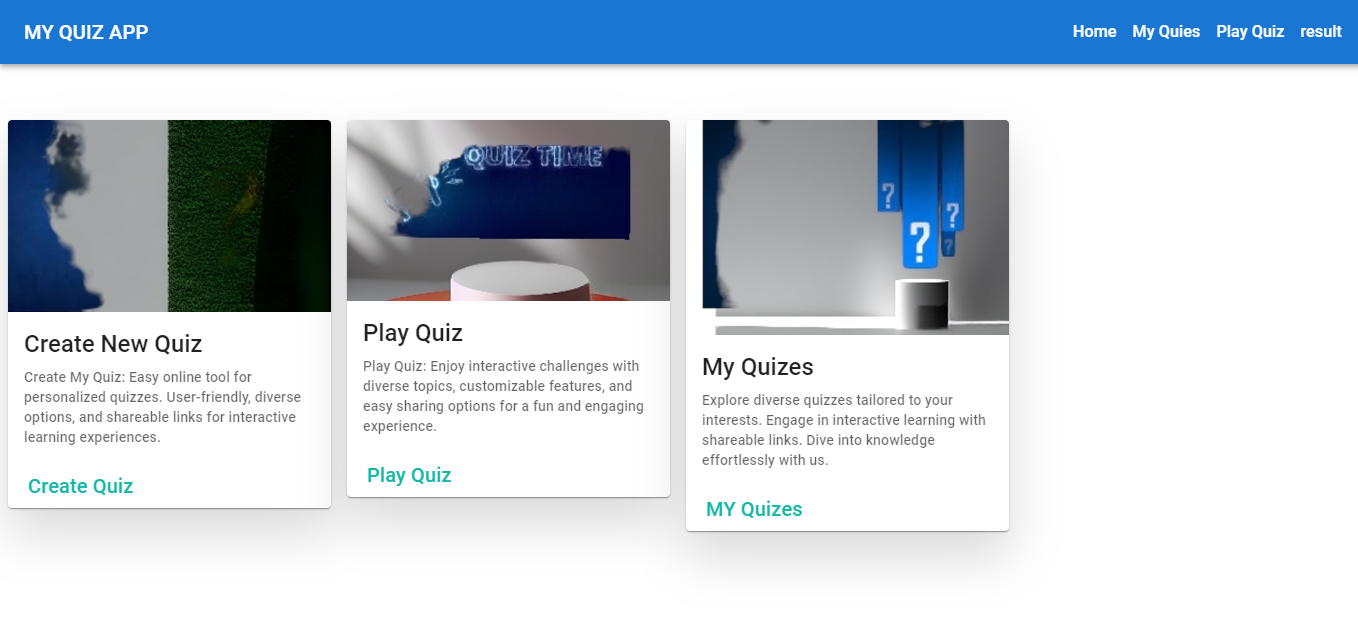 MY QUIZ APP
Home My Quies Play Quiz result
Create New Quiz
Create My Quiz: Easy online tool for
personalized quizzes. User-friendly, diverse
options, and shareable links for interactive
learning experiences.
Create Quiz
QUIZ TIME
Play Quiz
Play Quiz: Enjoy interactive challenges with
diverse topics, customizable features, and
easy sharing options for a fun and engaging
experience.
Play Quiz
? ? ? ?
My Quizes
Explore diverse quizzes tailored to your
interests. Engage in interactive learning with
shareable links. Dive into knowledge
effortlessly with us.
MY Quizes